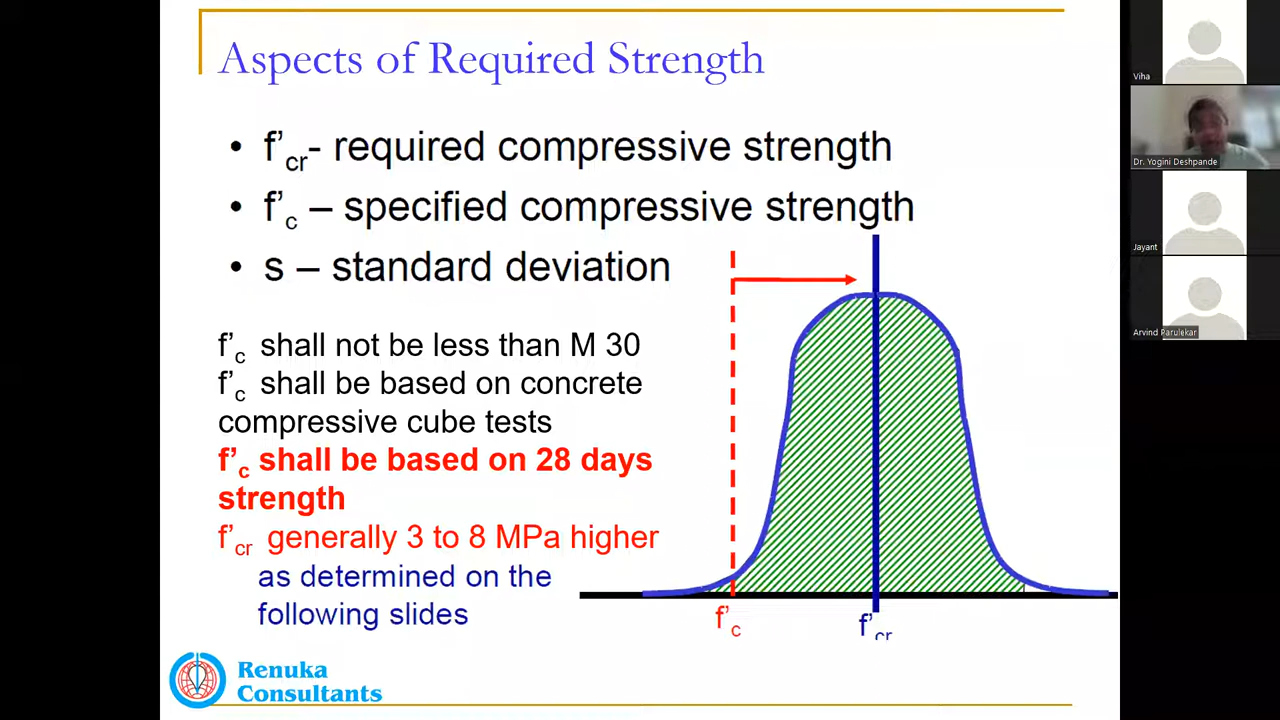 Aspects of Required Strength
• f’cr- required compressive strength
• f’c – specified compressive strength
• s – standard deviation
f’c shall not be less than M 30
f’c shall be based on concrete
compressive cube tests
f’c shall be based on 28 days
strength
f’cr generally 3 to 8 MPa higher
as determined on the
following slides
f’c
f’cr
Renuka
Consultants
Viha
Dr. Yogini Deshpande
Jayant
Arvind Parulekar